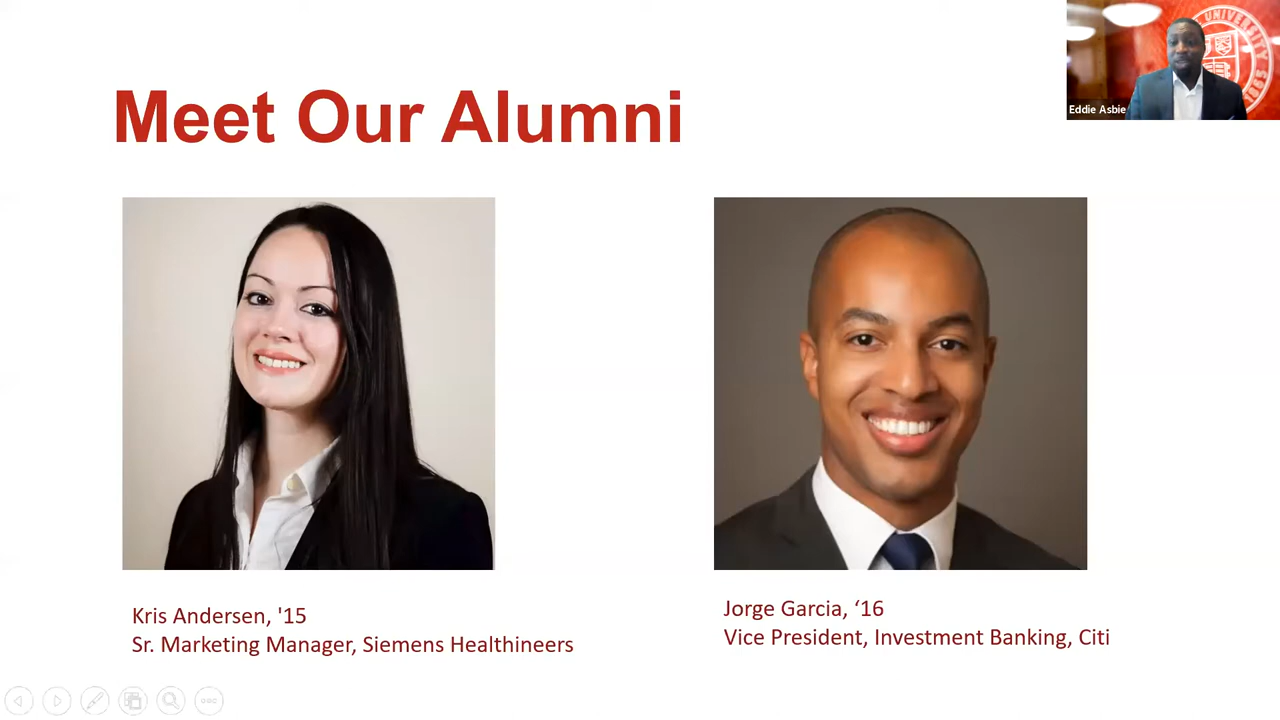 Meet Our Alumni
UNIVERSITY
Eddie Asbie
Kris Andersen, '15
Sr. Marketing Manager, Siemens Healthineers
Jorge Garcia, ‘16
Vice President, Investment Banking, Citi